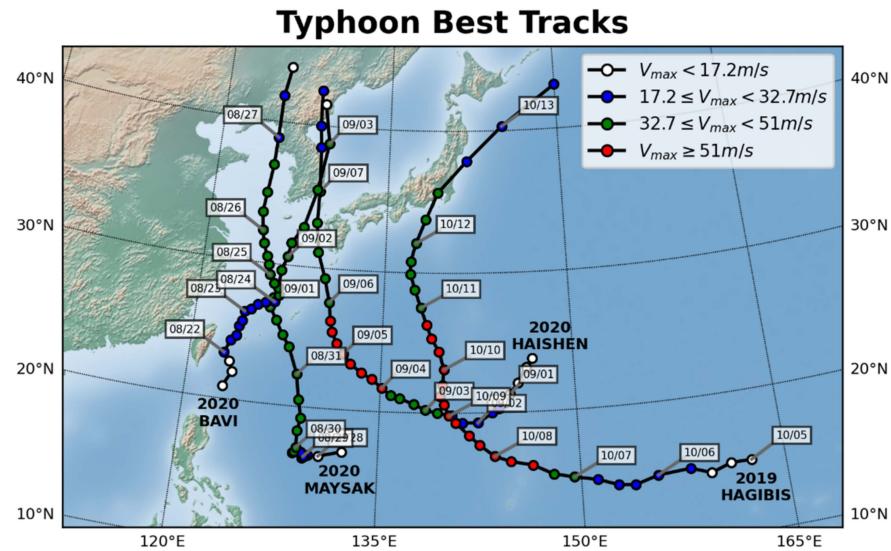 Typhoon Best Tracks
40°N
30°N
20°N
10°N
40°N
30°N
20°N
10°N
120°E
135°E
150°E
165°E
V_max < 17.2m/s
17.2 ≤ V_max < 32.7m/s
32.7 ≤ V_max < 51m/s
V_max ≥ 51m/s
10/13
08/27
09/03
09/07
08/26
10/12
09/02
08/25
08/24
08/23
09/01
09/06
10/11
08/22
09/05
2020
HAISHEN
08/31
10/10
09/04
09/01
09/03
10/09
09/02
2020
BAVI
08/30
08/29
28
10/08
10/05
10/07
10/06
2020
MAYSAK
2019
HAGIBIS